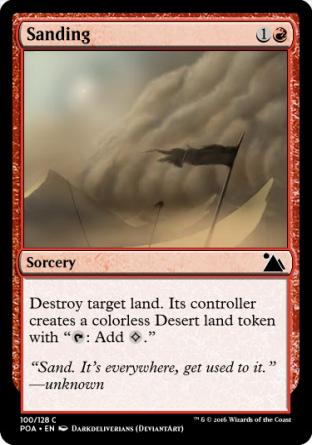 Sanding 1
Sorcery
Destroy target land. Its controller
creates a colorless Desert land token
with “: Add .”
“Sand. It's everywhere, get used to it.”
—unknown
100/128 C
POA • EN DARKDELIVERIANS (DEVIANTART)
™ & © 2016 Wizards of the Coast